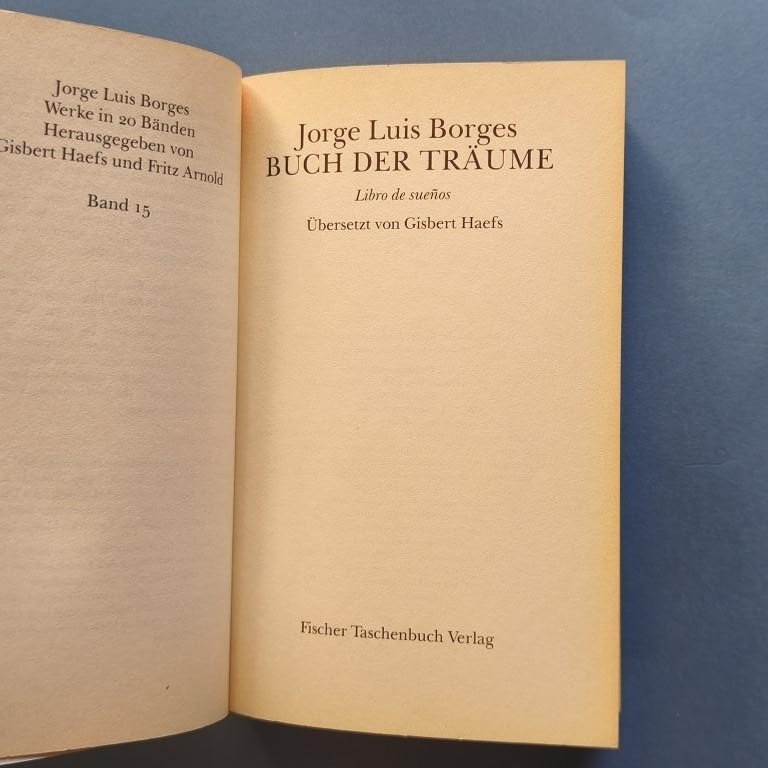 Jorge Luis Borges
Werke in 20 Bänden
Herausgegeben von
Gisbert Haefs und Fritz Arnold
Band 15
Jorge Luis Borges
BUCH DER TRÄUME
Libro de sueños
Übersetzt von Gisbert Haefs
Fischer Taschenbuch Verlag